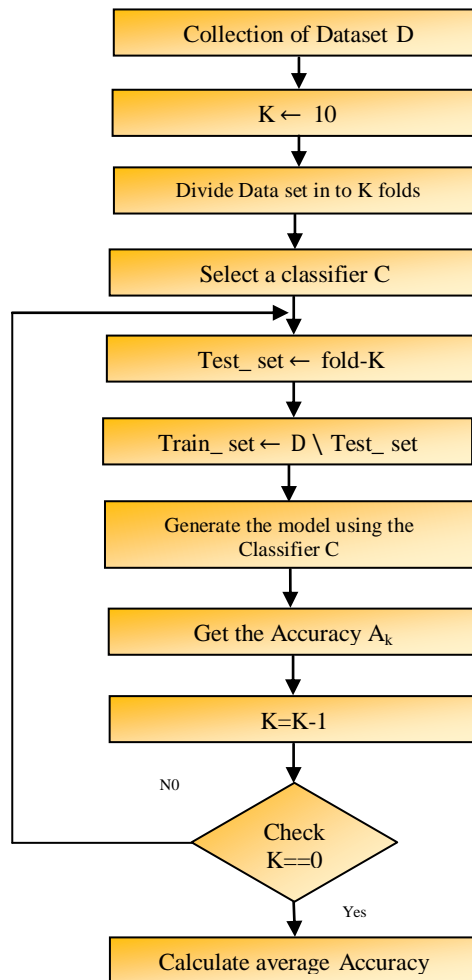 Collection of Dataset D
K ← 10
Divide Data set in to K folds
Select a classifier C
Test_ set ← fold-K
Train_ set ← D \ Test_ set
Generate the model using the
Classifier C
Get the Accuracy Aₖ
K=K-1
N0
Check
K==0
Yes
Calculate average Accuracy